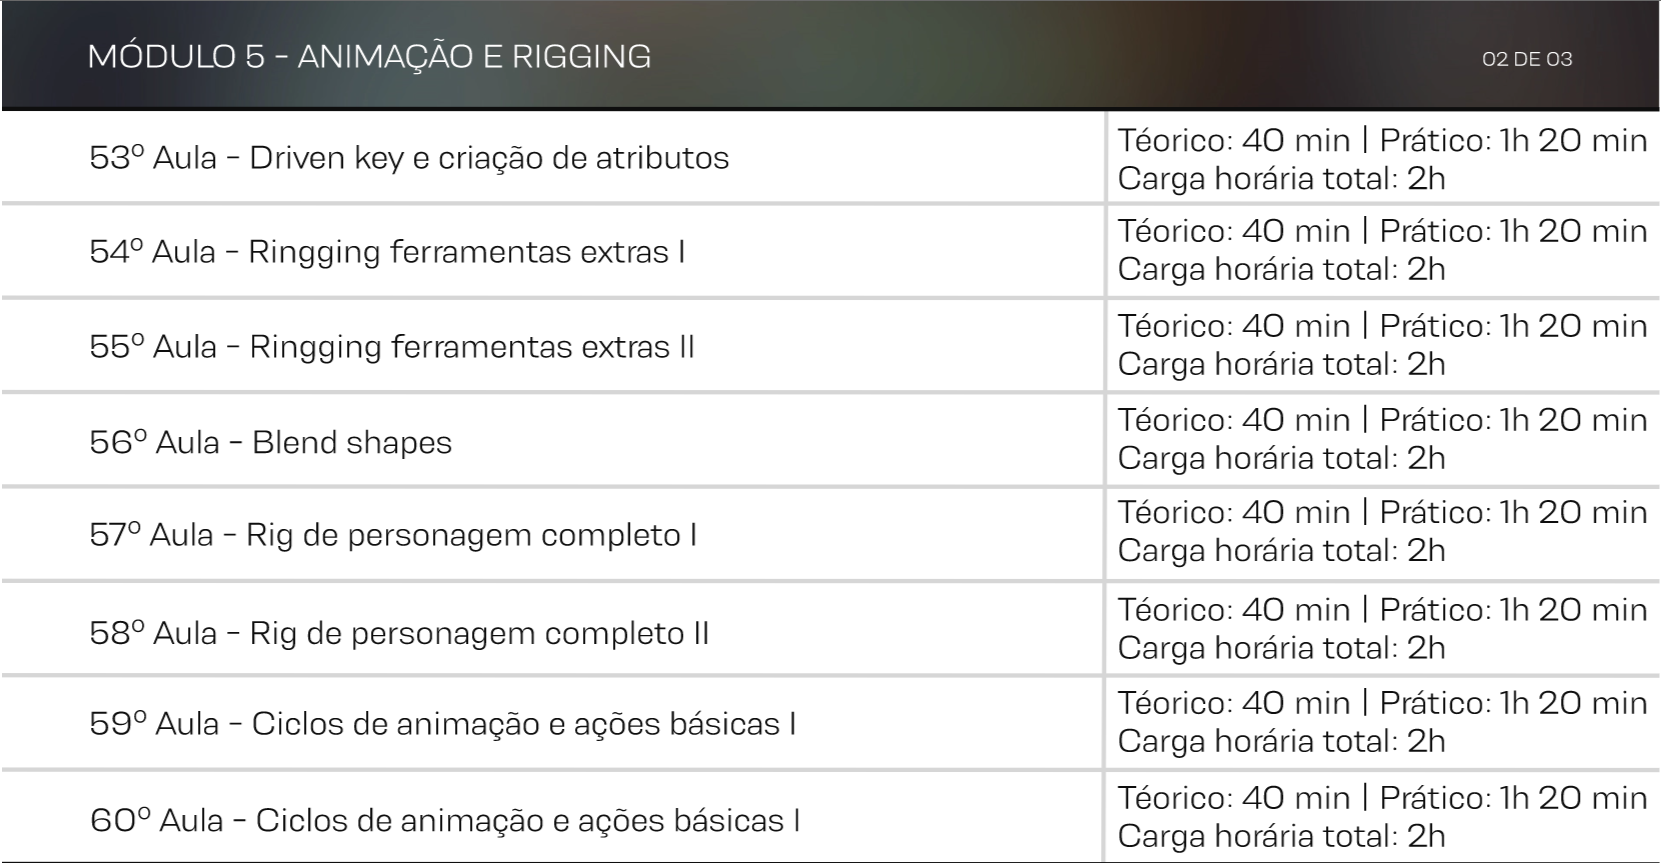 MÓDULO 5 - ANIMAÇÃO E RIGGING
02 DE 03
53º Aula - Driven key e criação de atributos
Téorico: 40 min | Prático: 1h 20 min
Carga horária total: 2h
54º Aula - Ringging ferramentas extras I
Téorico: 40 min | Prático: 1h 20 min
Carga horária total: 2h
55º Aula - Ringging ferramentas extras II
Téorico: 40 min | Prático: 1h 20 min
Carga horária total: 2h
56º Aula - Blend shapes
Téorico: 40 min | Prático: 1h 20 min
Carga horária total: 2h
57º Aula - Rig de personagem completo I
Téorico: 40 min | Prático: 1h 20 min
Carga horária total: 2h
58º Aula - Rig de personagem completo II
Téorico: 40 min | Prático: 1h 20 min
Carga horária total: 2h
59º Aula - Ciclos de animação e ações básicas I
Téorico: 40 min | Prático: 1h 20 min
Carga horária total: 2h
60º Aula - Ciclos de animação e ações básicas I
Téorico: 40 min | Prático: 1h 20 min
Carga horária total: 2h